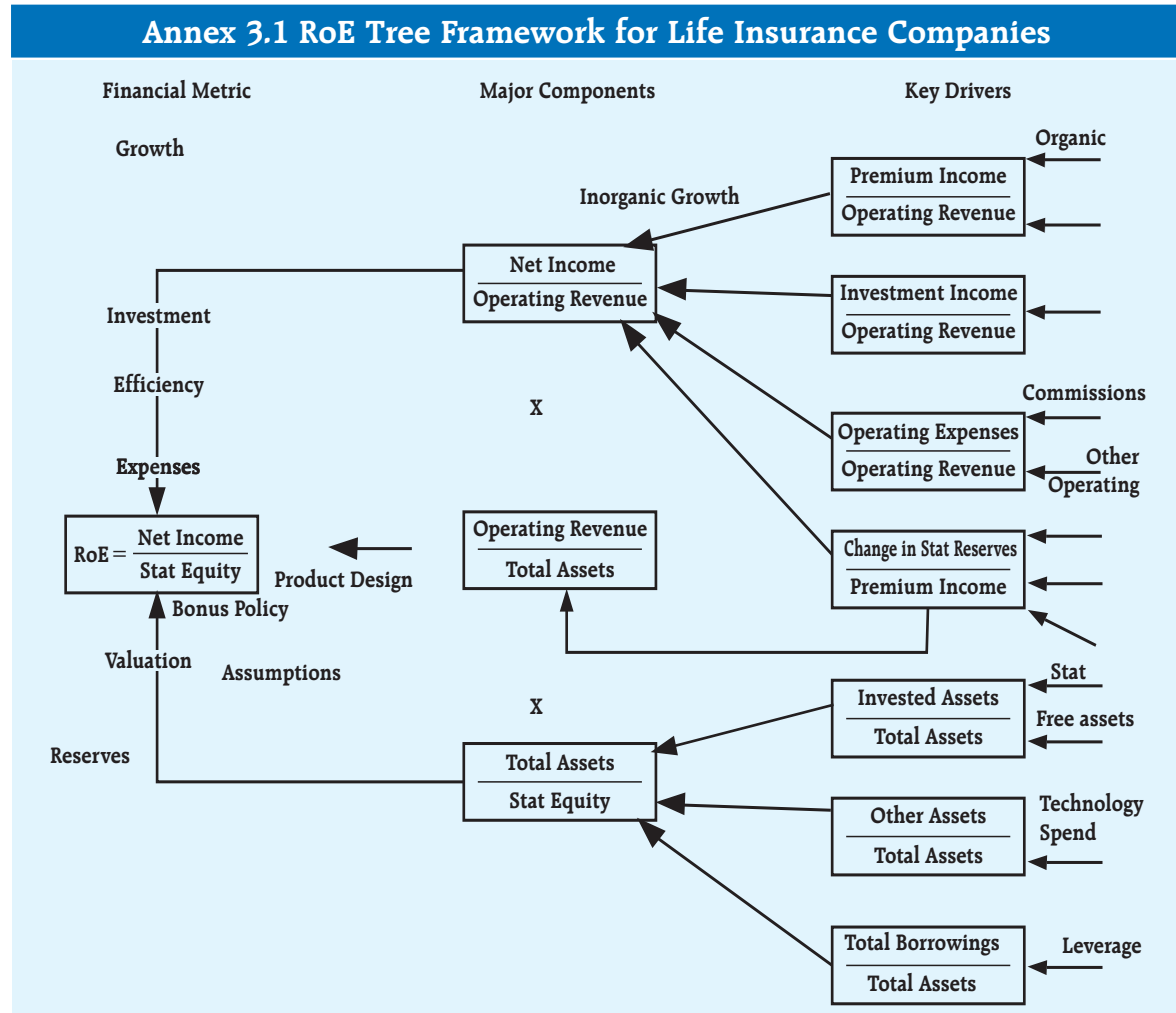 Annex 3.1 RoE Tree Framework for Life Insurance Companies
Financial Metric
Major Components
Key Drivers
Growth
Organic
Inorganic Growth
Premium Income
Operating Revenue
Net Income
Operating Revenue
Investment Income
Operating Revenue
Investment
Efficiency
X
Commissions
Operating Expenses
Operating Revenue
Other
Operating
Expenses
RoE = Net Income
Stat Equity
Product Design
Operating Revenue
Total Assets
Change in Stat Reserves
Premium Income
Bonus Policy
Valuation
Assumptions
Stat
X
Invested Assets
Total Assets
Free assets
Reserves
Total Assets
Stat Equity
Other Assets
Total Assets
Technology
Spend
Total Borrowings
Total Assets
Leverage